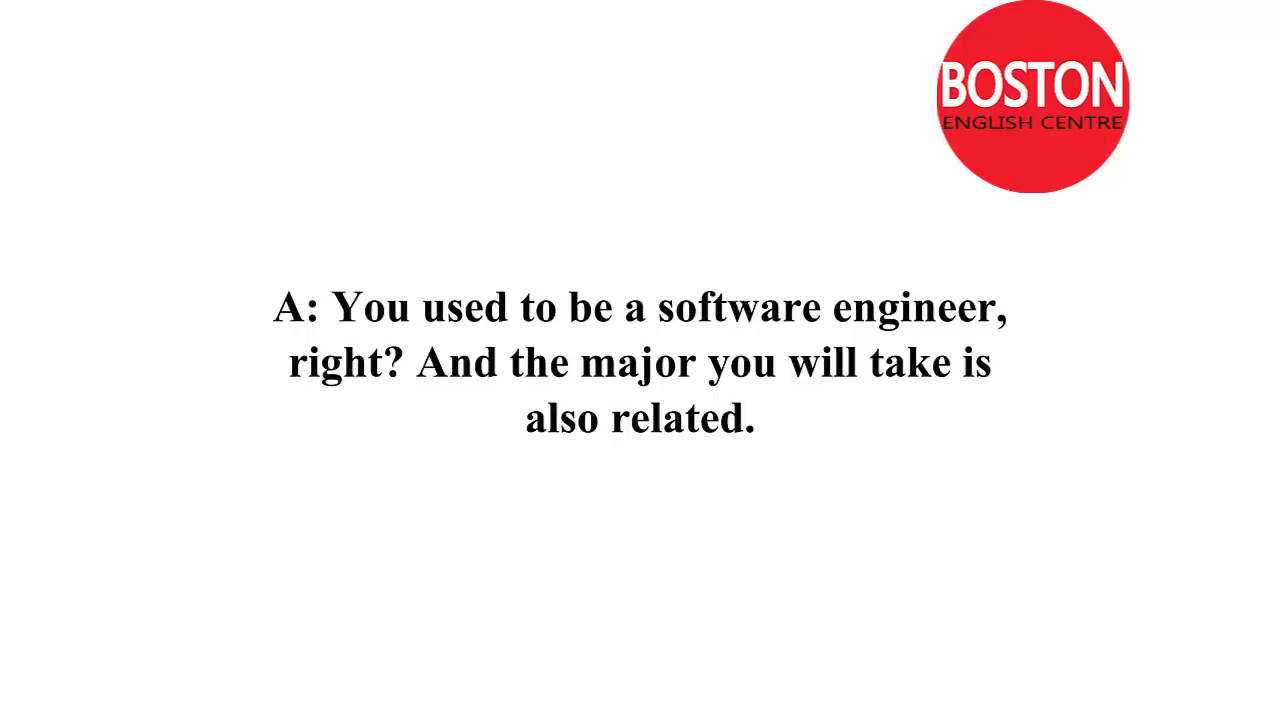 BOSTON
ENGLISH CENTRE
A: You used to be a software engineer,
right? And the major you will take is
also related.